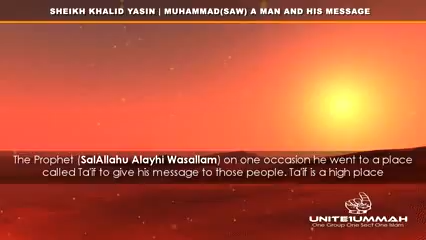 SHEIKH KHALID YASIN | MUHAMMAD(SAW) A MAN AND HIS MESSAGE
The Prophet (SalAllahu Alayhi Wasallam) on one occasion he went to a place
called Ta'if to give his message to those people. Ta'if is a high place
UNITE1UMMAH
One Group One Sect One Islam